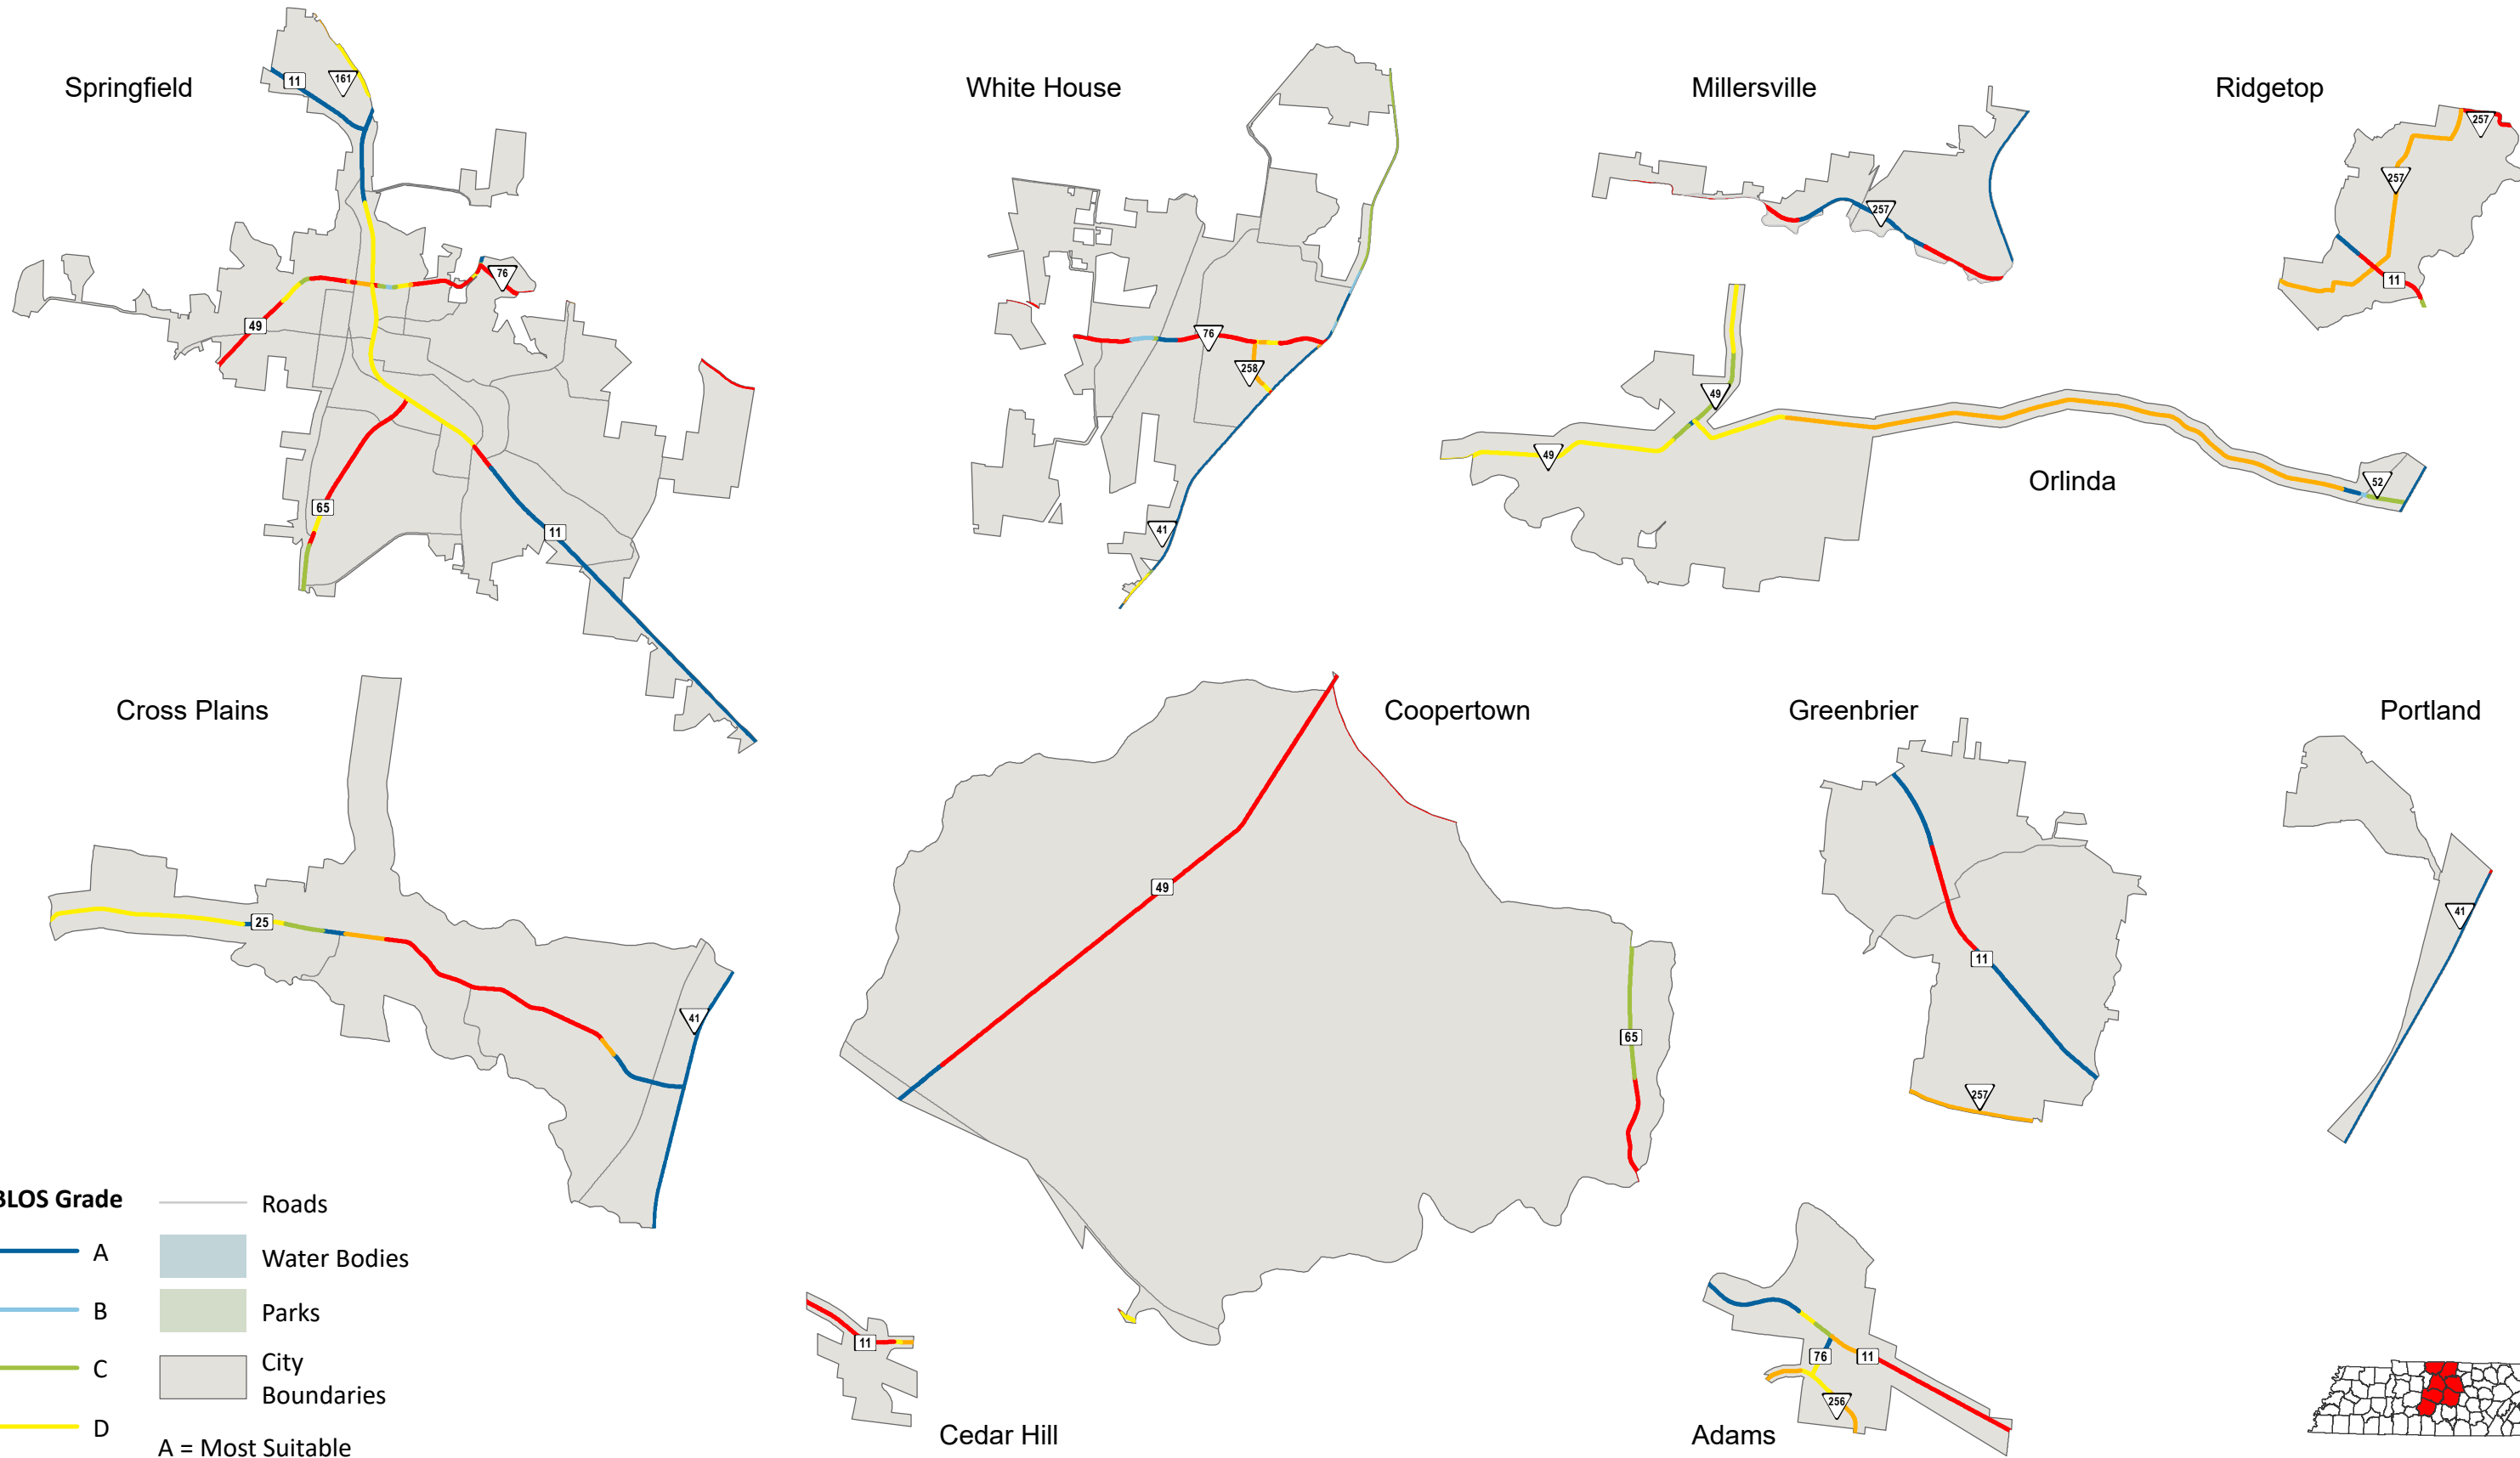 Springfield
11
161
76
49
65
11
White House
76
258
41
Millersville
257
Ridgetop
257
257
11
49
49
Orlinda
52
Cross Plains
25
41
Coopertown
49
65
Greenbrier
11
257
Portland
41
BLOS Grade
A
B
C
D
Roads
Water Bodies
Parks
City
Boundaries
A = Most Suitable
11
Cedar Hill
76
11
256
Adams